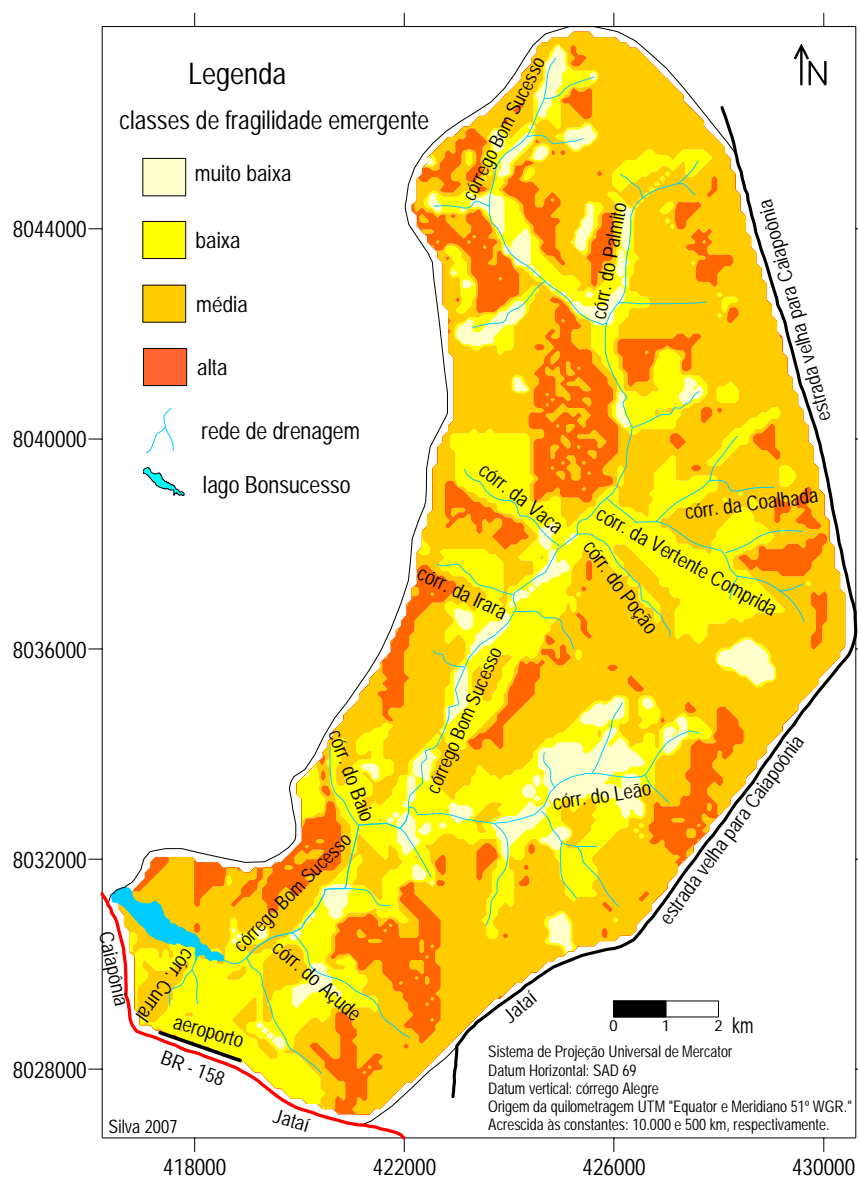 Legenda
classes de fragilidade emergente
muito baixa
baixa
média
alta
rede de drenagem
lago Bonsucesso
N
8044000
8040000
8036000
8032000
8028000
córrego Bom Sucesso
córr. do Palmito
estrada velha para Caiapoônia
córr. da Vaca
córr. da Coalhada
córr. da Vertente Comprida
córr. do Poção
córr. da Irara
córrego Bom Sucesso
córr. do Baio
córr. do Leão
estrada velha para Caiapoônia
córrego Bom Sucesso
Caiapônia
córr. Curral
córr. do Açude
aeroporto
BR - 158
Jataí
Jataí
0 1 2 km
Sistema de Projeção Universal de Mercator
Datum Horizontal: SAD 69
Datum vertical: córrego Alegre
Origem da quilometragem UTM "Equator e Meridiano 51º WGR."
Acrescida às constantes: 10.000 e 500 km, respectivamente.
Silva 2007
418000 422000 426000 430000